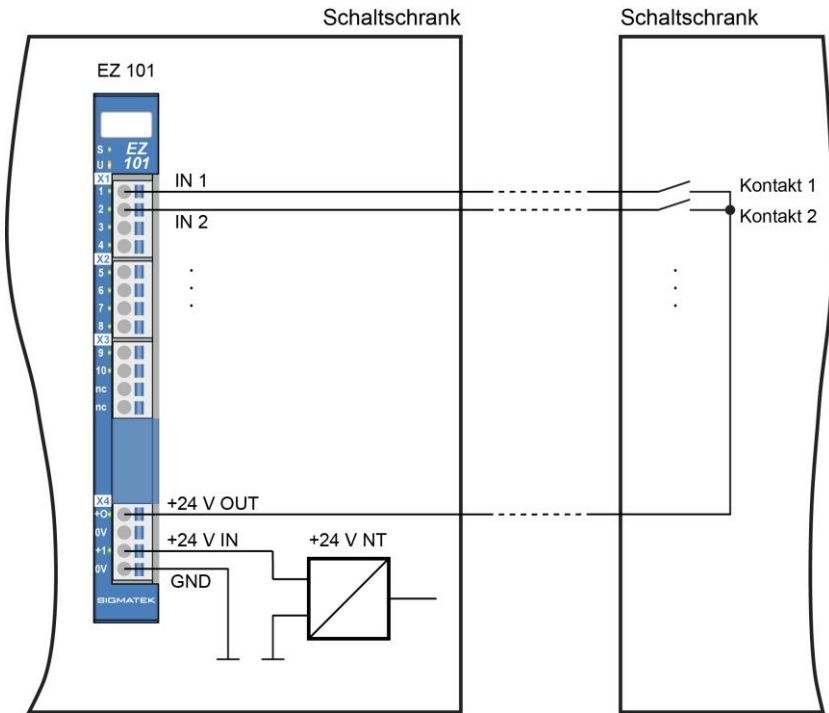 Schaltschrank
Schaltschrank
EZ 101
S
EZ
U
101
X1
1
IN 1
Kontakt 1
2
IN 2
Kontakt 2
3
4
X2
5
6
7
8
X3
9
10
nc
nc
X4
+O
+24 V OUT
0V
+1
+24 V IN
+24 V NT
0V
GND
SIGMATEK